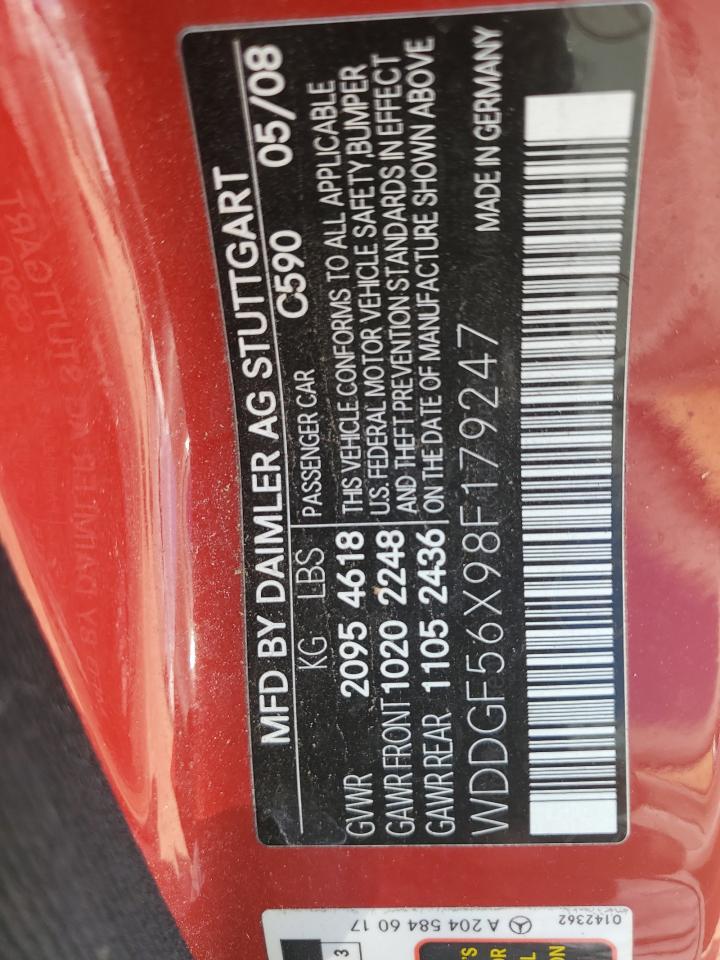 MFD BY DAIMLER AG STUTTGART
C590 05/08
KG LBS PASSENGER CAR
GVWR 2095 4618 THIS VEHICLE CONFORMS TO ALL APPLICABLE
GAWR FRONT 1020 2248 U.S. FEDERAL MOTOR VEHICLE SAFETY,BUMPER
AND THEFT PREVENTION STANDARDS IN EFFECT
GAWR REAR 1105 2436 ON THE DATE OF MANUFACTURE SHOWN ABOVE
WDDGF56X98F179247 MADE IN GERMANY
0142362
A 204 584 60 17
3